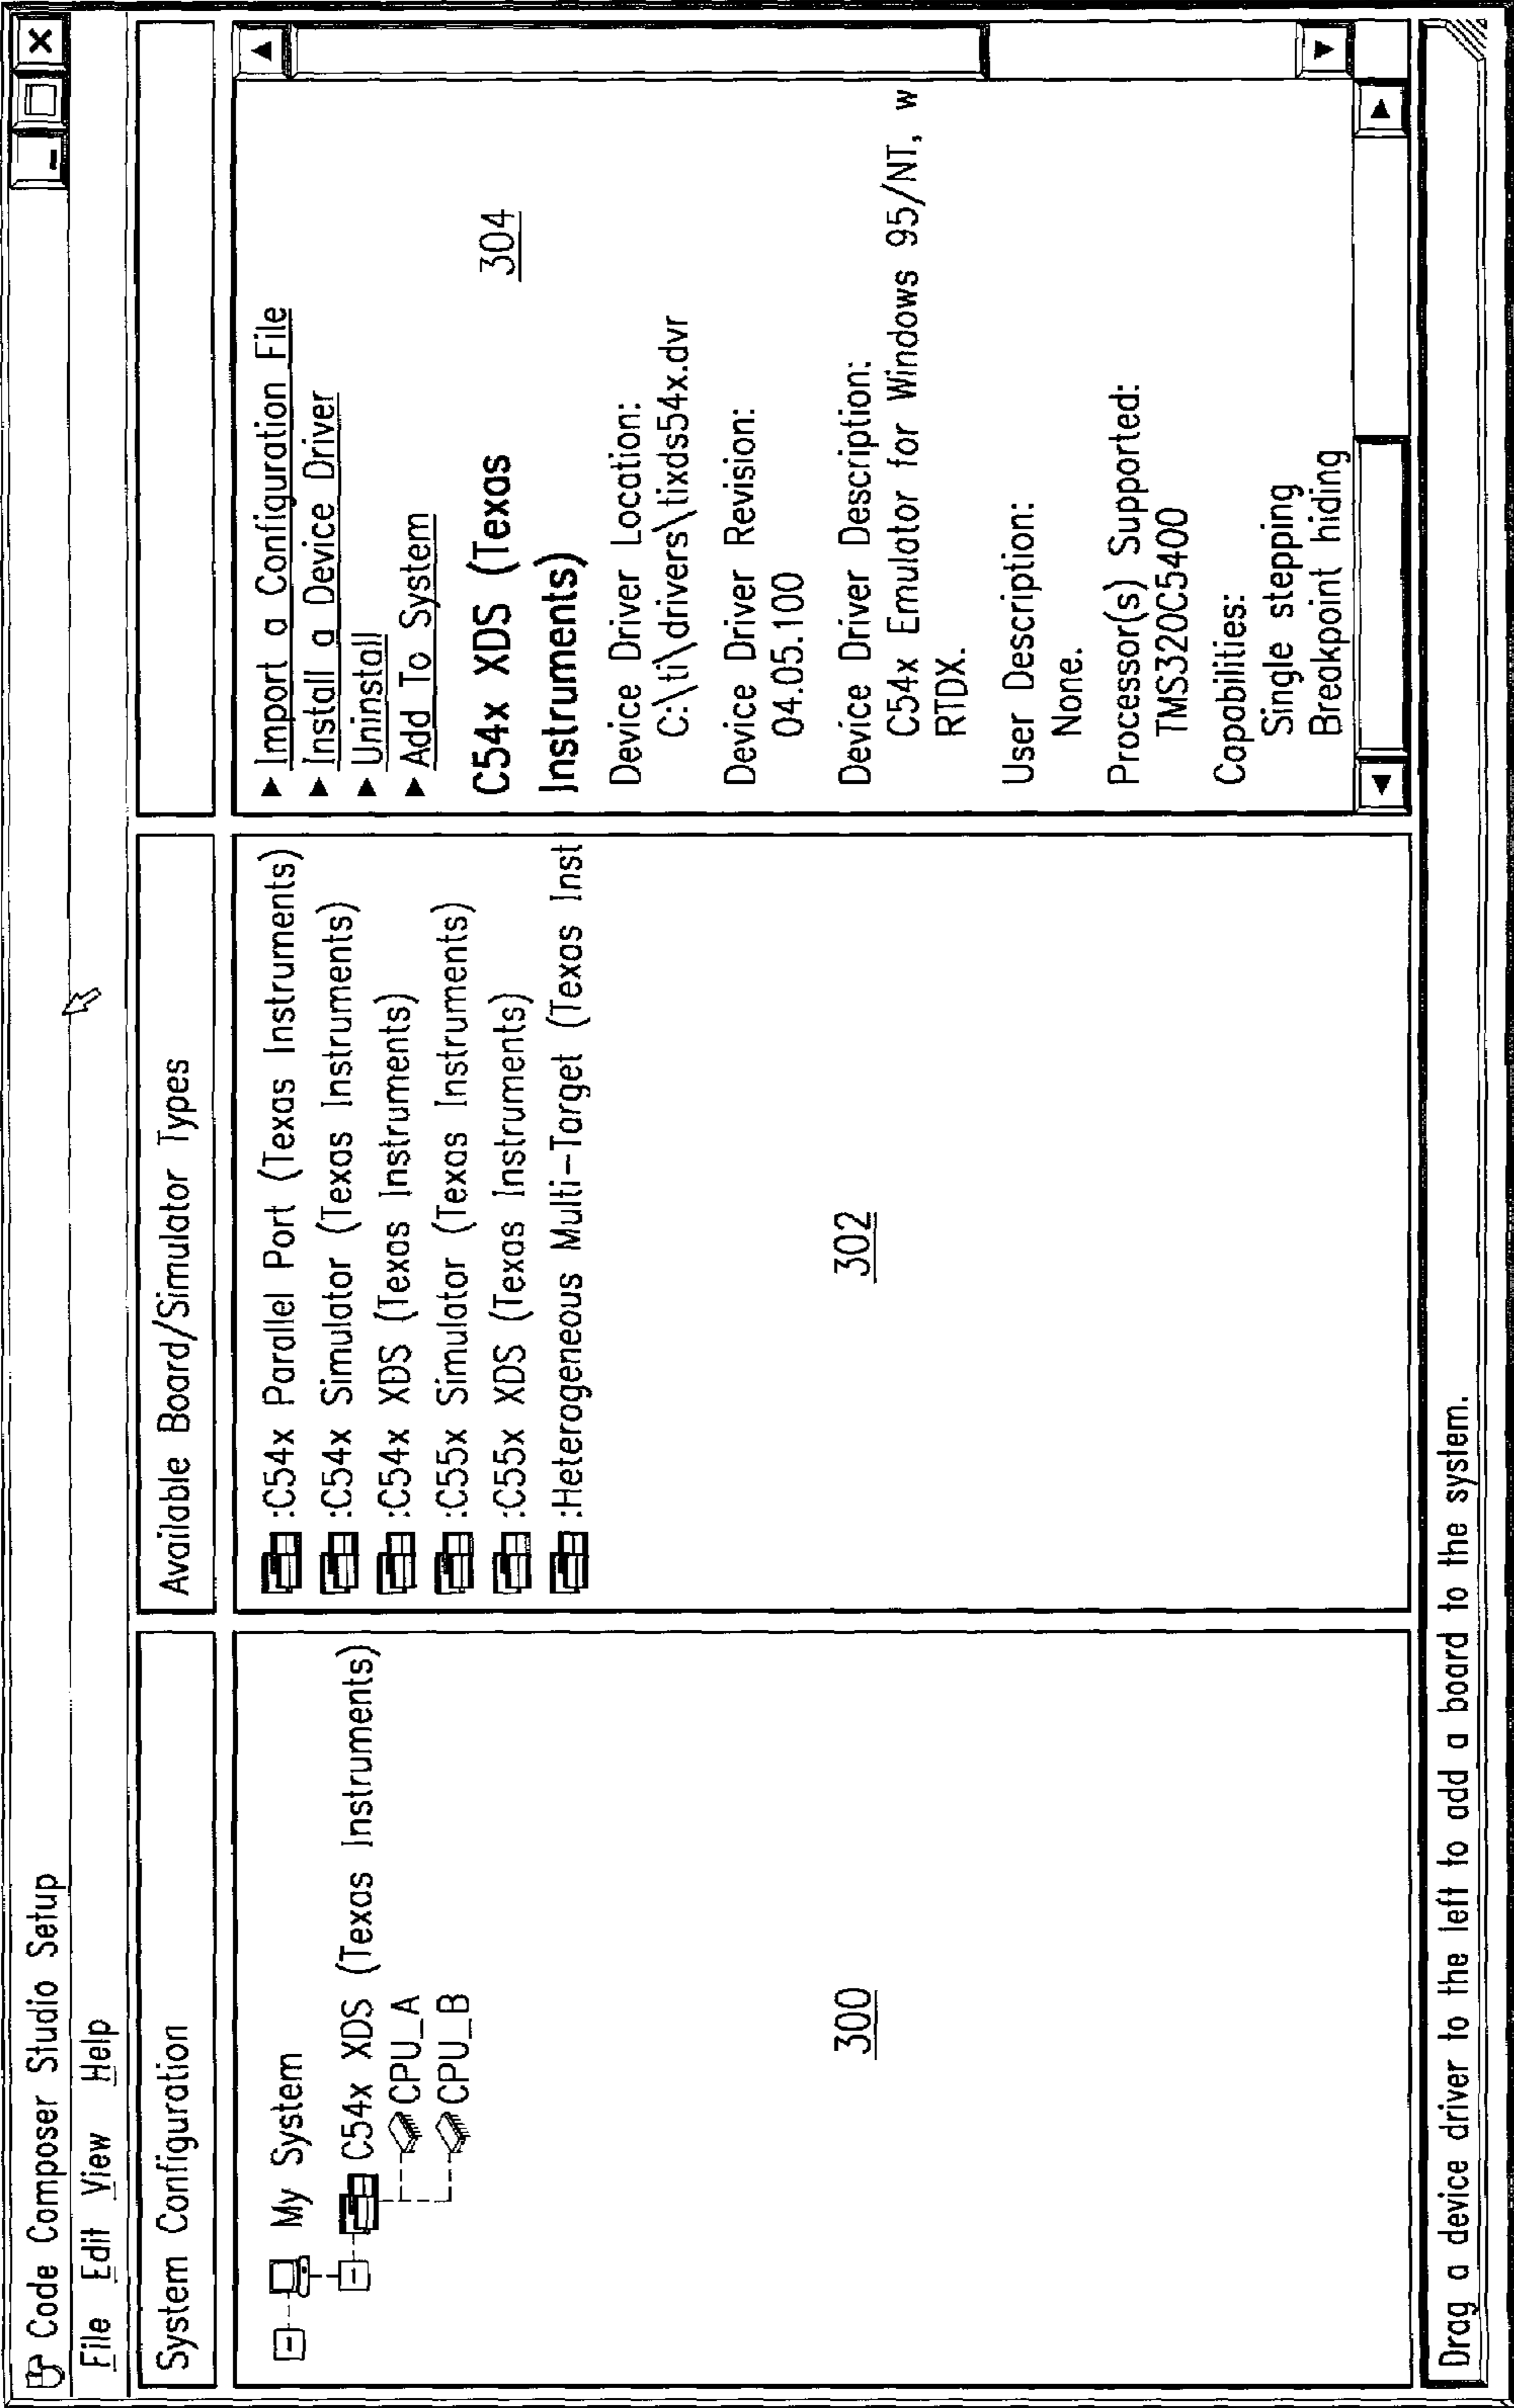 Code Composer Studio Setup
File Edit View Help
System Configuration
My System
C54x XDS (Texas Instruments)
CPU_A
CPU_B
300
Available Board/Simulator Types
:C54x Parallel Port (Texas Instruments)
:C54x Simulator (Texas Instruments)
:C54x XDS (Texas Instruments)
:C55x Simulator (Texas Instruments)
:C55x XDS (Texas Instruments)
:Heterogeneous Multi-Target (Texas Inst
302
Import a Configuration File
Install a Device Driver
Uninstall
Add To System
304
C54x XDS (Texas
Instruments)
Device Driver Location:
C:\ti\drivers\tixds54x.dvr
Device Driver Revision:
04.05.100
Device Driver Description:
C54x Emulator for Windows 95/NT, w
RTDX.
User Description:
None.
Processor(s) Supported:
TMS320C5400
Capabilities:
Single stepping
Breakpoint hiding
Drag a device driver to the left to add a board to the system.